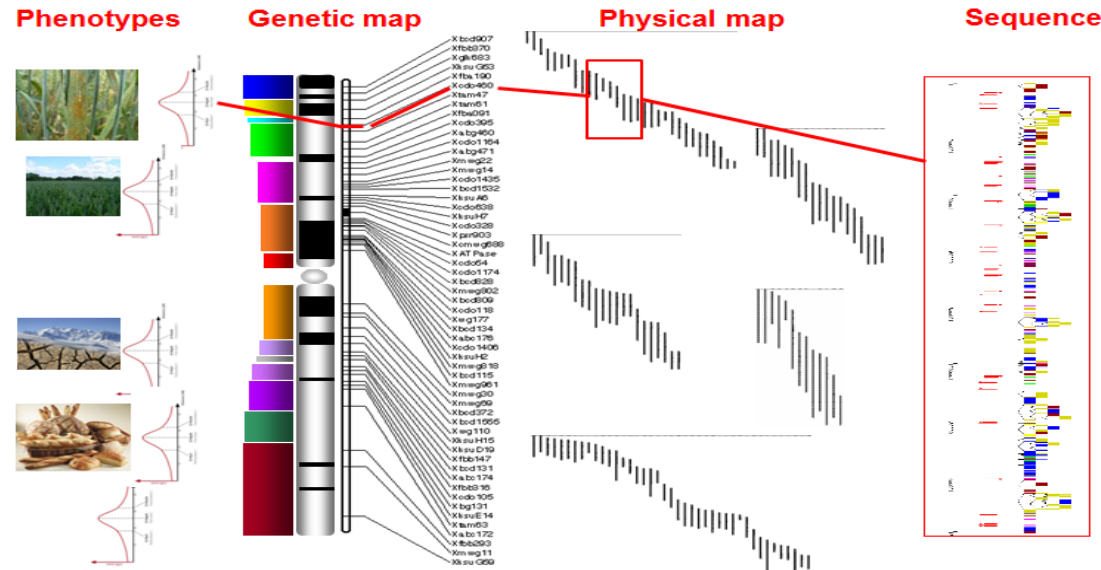 Phenotypes
Genetic map
Physical map
Sequence
Xbcd907
Xfbb370
Xglk683
XksuG53
Xfba190
Xcdo460
Xtam47
Xtam61
Xfba091
Xcdo395
Xabg460
Xcdo1164
Xabg471
Xmwg22
Xmwg14
Xcdo1435
Xbcd1532
XksuA6
Xcdo638
XksuH7
Xcdo328
Xpsr903
Xcmwg688
XATPase
Xcdo54
Xcdo1174
Xbcd828
Xmwg802
Xbcd809
Xcdo118
Xwg177
Xbcd134
Xabc176
Xcdo1406
XksuH2
Xmwg818
Xbcd115
Xmwg961
Xmwg30
Xmwg69
Xbcd372
Xbcd1555
Xwg110
XksuH15
XksuD19
Xfbb147
Xbcd131
Xabc174
Xfbb316
Xcdo105
Xbg131
XksuE14
Xtam63
Xabc172
Xfbb293
Xmwg11
XksuG59